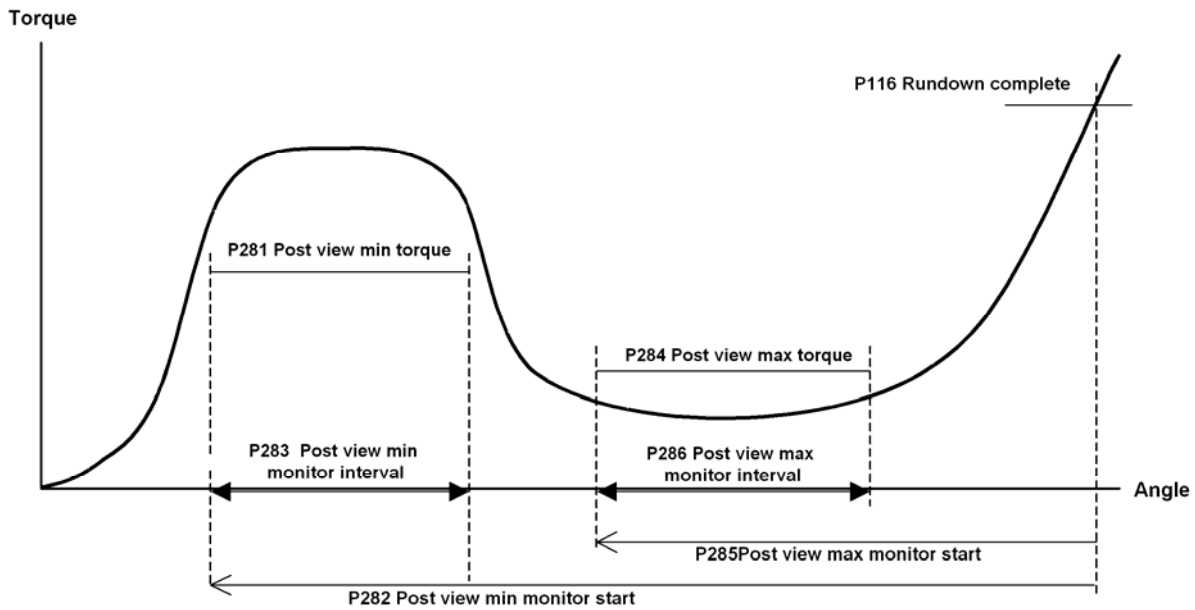 Torque
P116 Rundown complete
P281 Post view min torque
P284 Post view max torque
P283 Post view min
monitor interval
P286 Post view max
monitor interval
Angle
P285Post view max monitor start
P282 Post view min monitor start